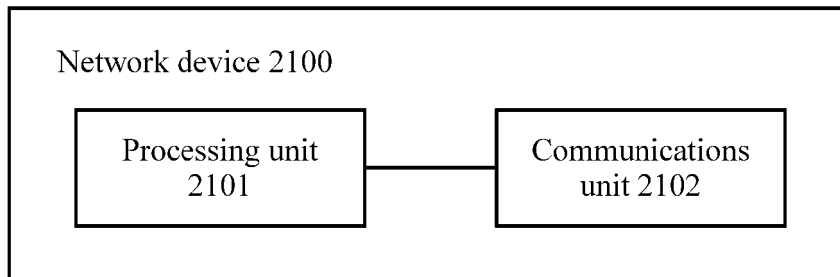 Network device 2100
Processing unit
2101
Communications
unit 2102